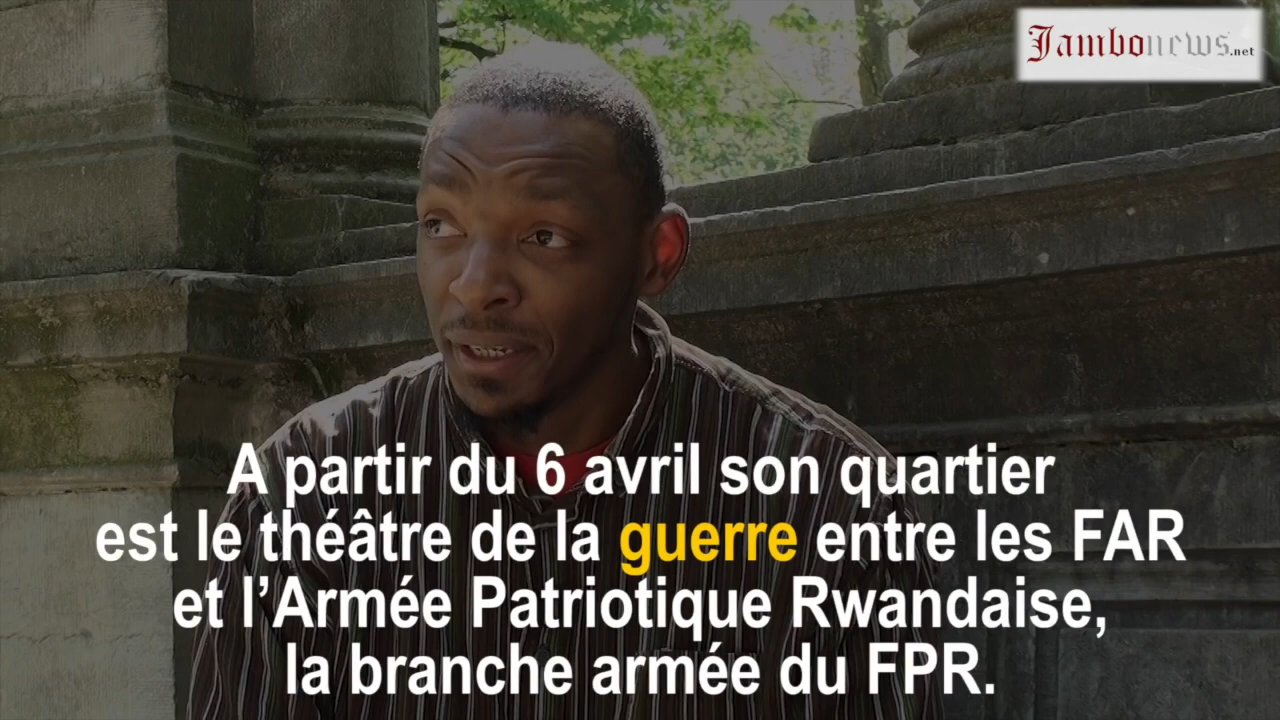 Jambonews.net
A partir du 6 avril son quartier
est le théâtre de la guerre entre les FAR
et l’Armée Patriotique Rwandaise,
la branche armée du FPR.